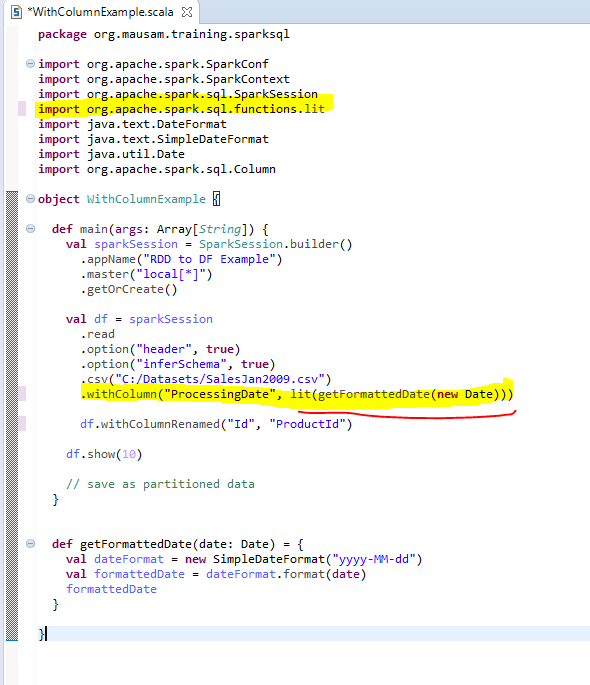 *WithColumnExample.scala
package org.mausam.training.sparksql
import org.apache.spark.SparkConf
import org.apache.spark.SparkContext
import org.apache.spark.sql.SparkSession
import org.apache.spark.sql.functions.lit
import java.text.DateFormat
import java.text.SimpleDateFormat
import java.util.Date
import org.apache.spark.sql.Column
object WithColumnExample {
def main(args: Array[String]) {
val sparkSession = SparkSession.builder()
.appName("RDD to DF Example")
.master("local[*]")
.getOrCreate()
val df = sparkSession
.read
.option("header", true)
.option("inferSchema", true)
.csv("C:/Datasets/SalesJan2009.csv")
.withColumn("ProcessingDate", lit(getFormattedDate(new Date)))
df.withColumnRenamed("Id", "ProductId")
df.show(10)
// save as partitioned data
}
def getFormattedDate(date: Date) = {
val dateFormat = new SimpleDateFormat("yyyy-MM-dd")
val formattedDate = dateFormat.format(date)
formattedDate
}
}